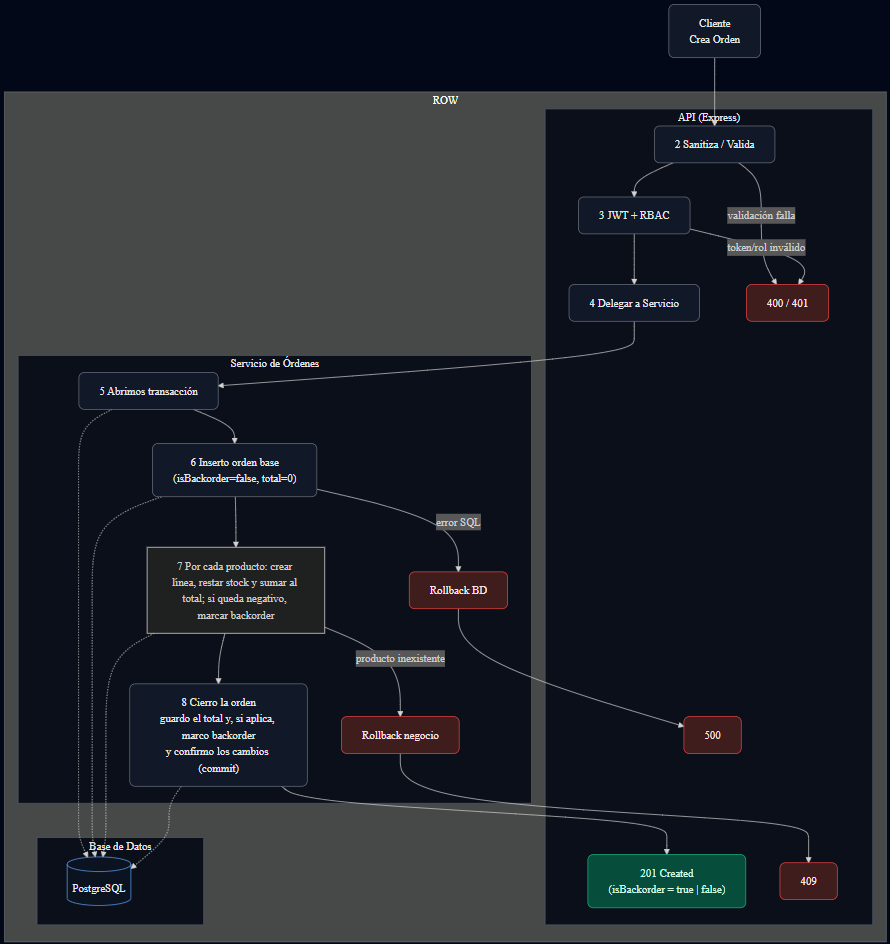 Cliente
Crea Orden
ROW
API (Express)
2 Sanitiza / Valida
3 JWT + RBAC
validación falla
token/rol inválido
4 Delegar a Servicio
400 / 401
Servicio de Órdenes
5 Abrimos transacción
6 Inserto orden base
(isBackorder=false, total=0)
error SQL
7 Por cada producto: crear
línea, restar stock y sumar al
total; si queda negativo,
marcar backorder
Rollback BD
producto inexistente
8 Cierro la orden
guardo el total y, si aplica,
marco backorder
y confirmo los cambios
(commit)
Rollback negocio
500
Base de Datos
PostgreSQL
201 Created
(isBackorder = true | false)
409